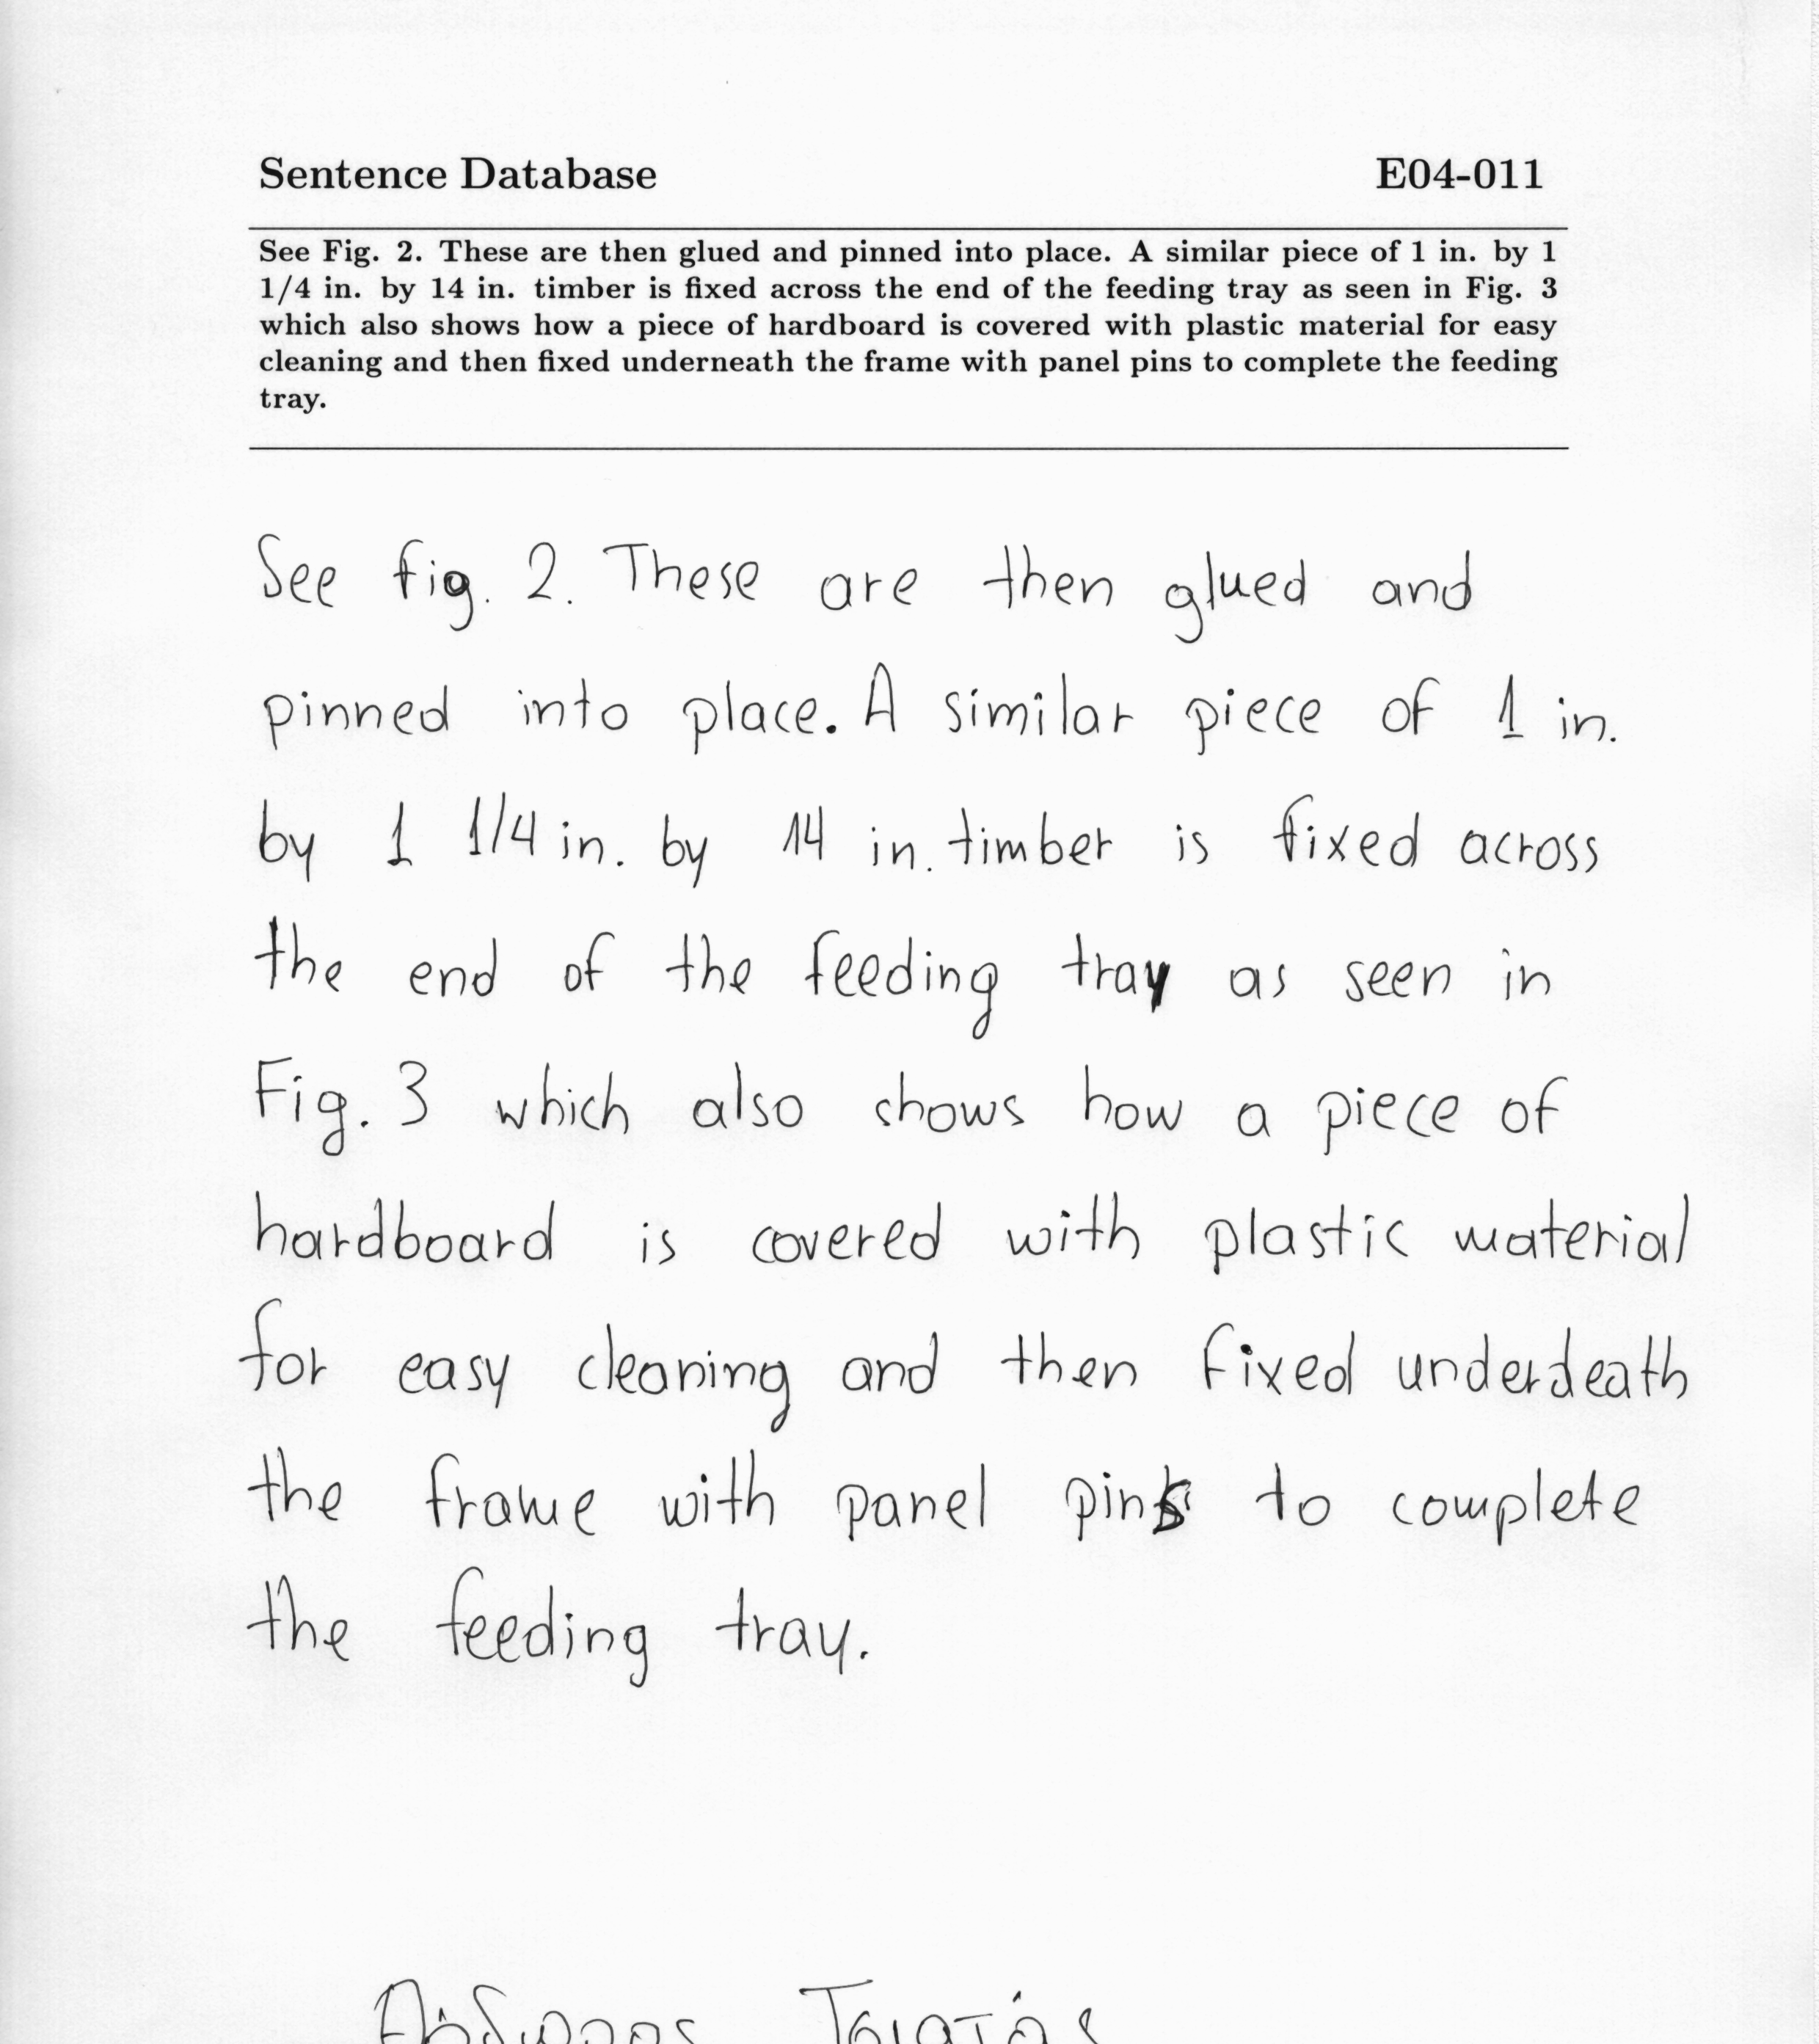 Sentence Database E04-011
See Fig. 2. These are then glued and pinned into place. A similar piece of 1 in. by 1
1/4 in. by 14 in. timber is fixed across the end of the feeding tray as seen in Fig. 3
which also shows how a piece of hardboard is covered with plastic material for easy
cleaning and then fixed underneath the frame with panel pins to complete the feeding
tray.
See fig. 2. These are then glued and
pinned into place. A similar piece of 1 in.
by 1 1/4 in. by 14 in. timber is fixed across
the end of the feeding tray as seen in
Fig. 3 which also shows how a piece of
hardboard is covered with plastic material
for easy cleaning and then fixed underdeath
the frame with panel pins to complete
the feeding tray.